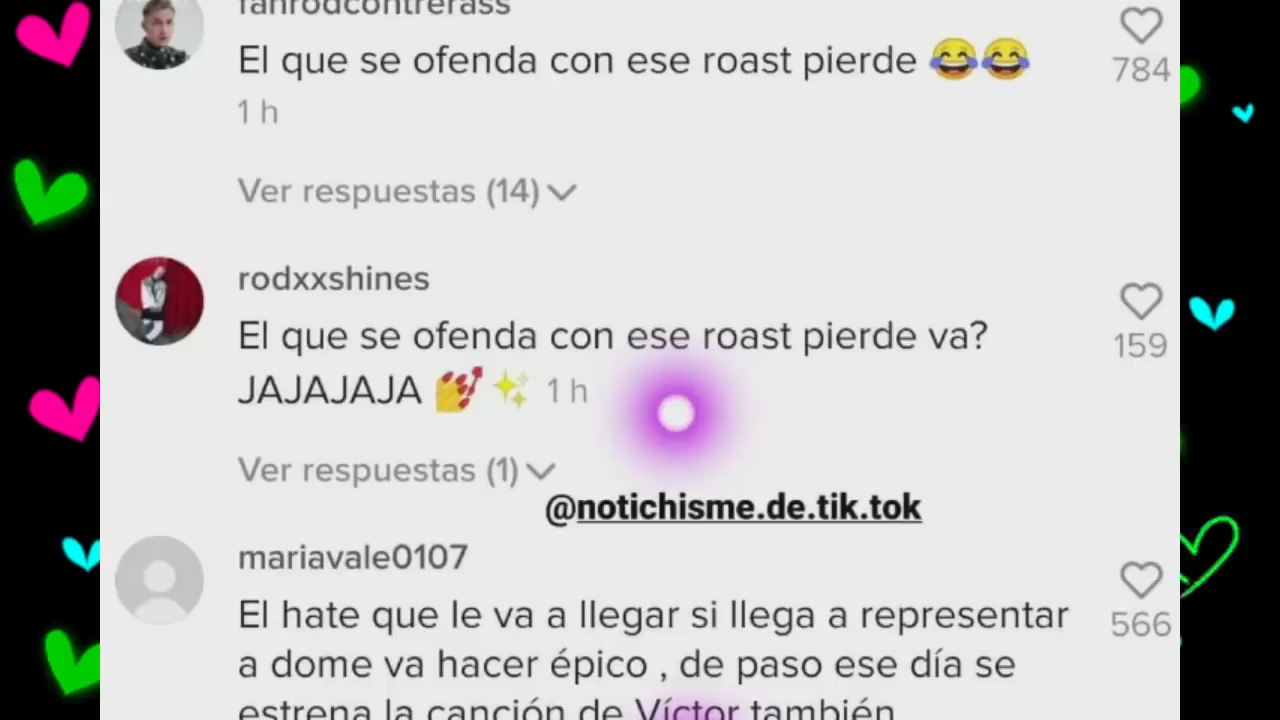 fanrodcontrerass
El que se ofenda con ese roast pierde 😂😂
784
1 h
Ver respuestas (14)
rodxxshines
El que se ofenda con ese roast pierde va?
159
JAJAJAJA 💅✨ 1 h
Ver respuestas (1)
@notichisme.de.tik.tok
mariavale0107
El hate que le va a llegar si llega a representar
566
a dome va hacer épico , de paso ese día se
estrena la canción de Víctor también